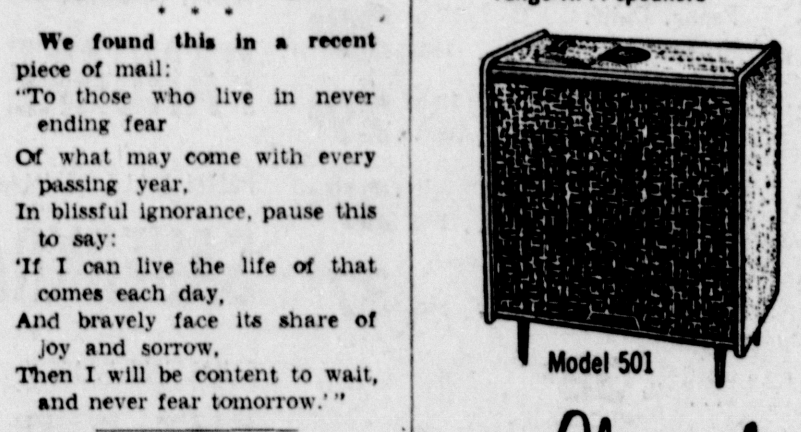 * * *
We found this in a recent
piece of mail:
"To those who live in never
ending fear
Of what may come with every
passing year,
In blissful ignorance, pause this
to say:
'If I can live the life of that
comes each day,
And bravely face its share of
joy and sorrow,
Then I will be content to wait,
and never fear tomorrow.' "
Model 501